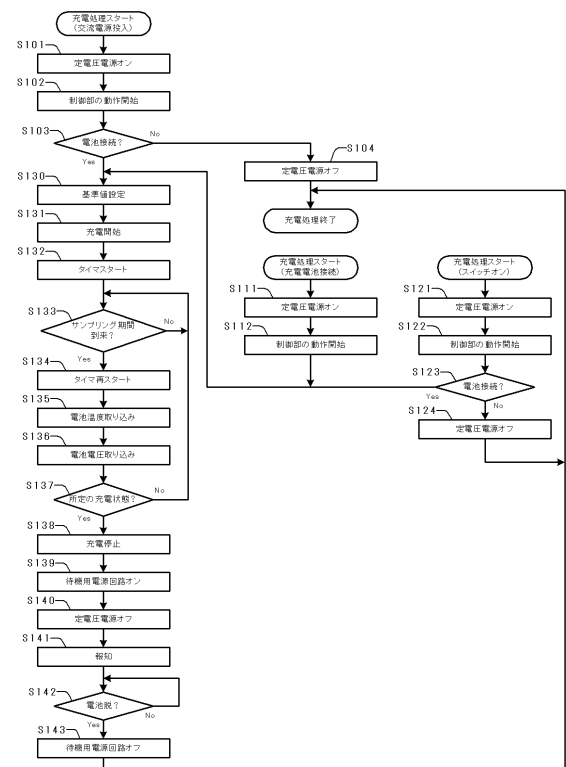 充電処理スタート
(交流電源投入)
S101
定電圧電源オン
S102
制御部の動作開始
S103
電池接続?
No
Yes
S104
定電圧電源オフ
充電処理終了
S130
基準値設定
S131
充電開始
S132
タイマスタート
S133
サンプリング期間
到来?
No
Yes
S134
タイマ再スタート
S135
電池温度取り込み
S136
電池電圧取り込み
S137
所定の充電状態?
No
Yes
S138
充電停止
S139
待機用電源回路オン
S140
定電圧電源オフ
S141
報知
S142
電池脱?
No
Yes
S143
待機用電源回路オフ
充電処理スタート
(充電電池接続)
S111
定電圧電源オン
S112
制御部の動作開始
充電処理スタート
(スイッチオン)
S121
定電圧電源オン
S122
制御部の動作開始
S123
電池接続?
Yes
No
S124
定電圧電源オフ